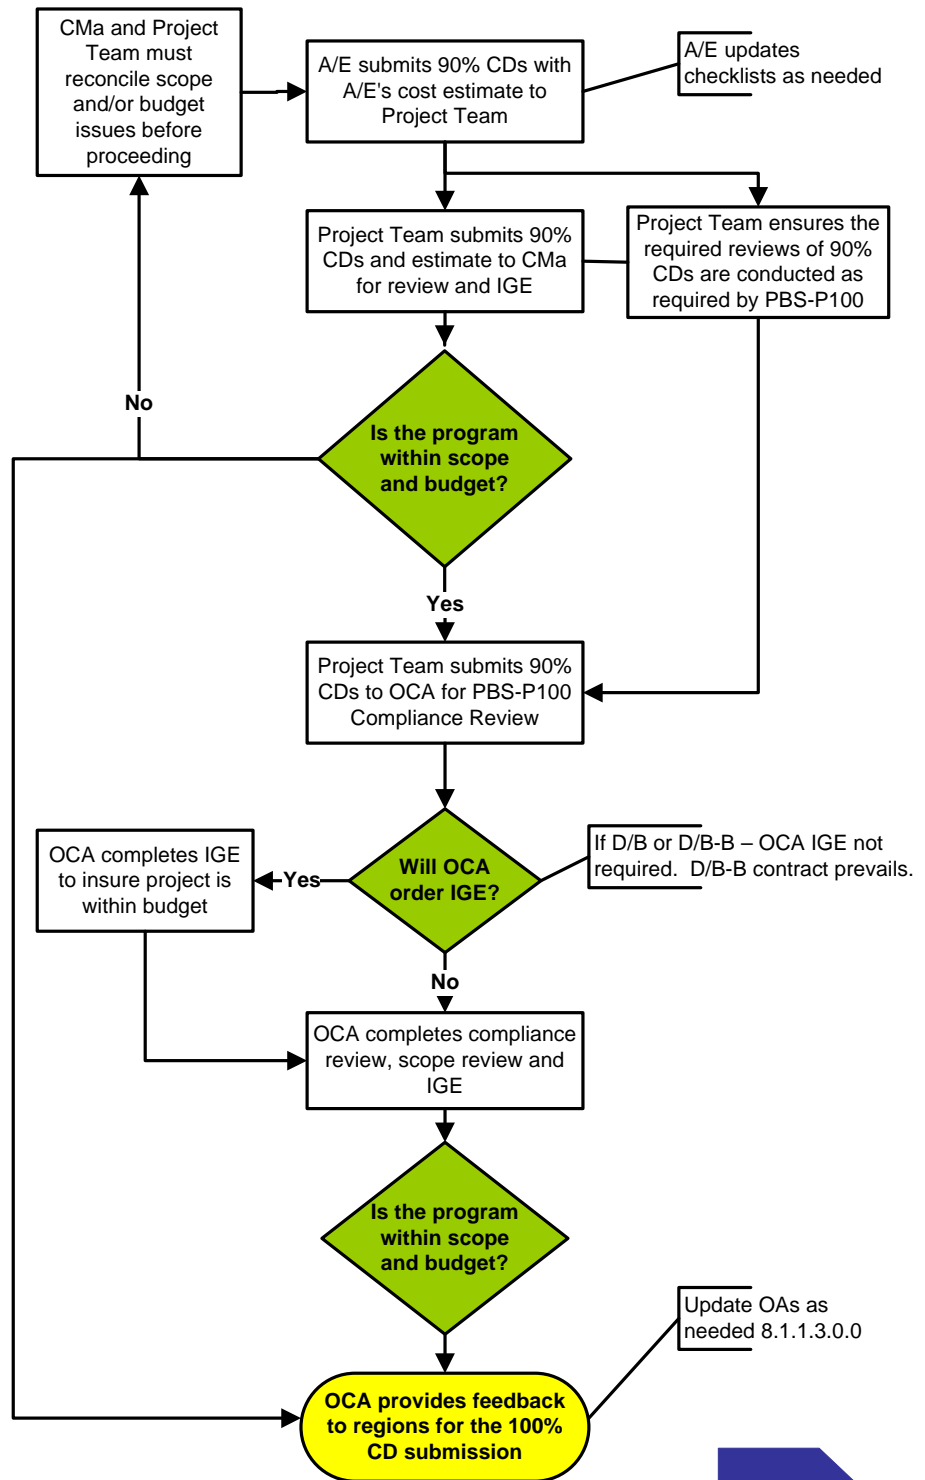 CMa and Project
Team must
reconcile scope
and/or budget
issues before
proceeding
A/E submits 90% CDs with
A/E's cost estimate to
Project Team
A/E updates
checklists as needed
Project Team submits 90%
CDs and estimate to CMa
for review and IGE
Project Team ensures the
required reviews of 90%
CDs are conducted as
required by PBS-P100
No
Is the program
within scope
and budget?
Yes
Project Team submits 90%
CDs to OCA for PBS-P100
Compliance Review
OCA completes IGE
to insure project is
within budget
Yes
Will OCA
order IGE?
If D/B or D/B-B – OCA IGE not
required.  D/B-B contract prevails.
No
OCA completes compliance
review, scope review and
IGE
Is the program
within scope
and budget?
Update OAs as
needed 8.1.1.3.0.0
OCA provides feedback
to regions for the 100%
CD submission